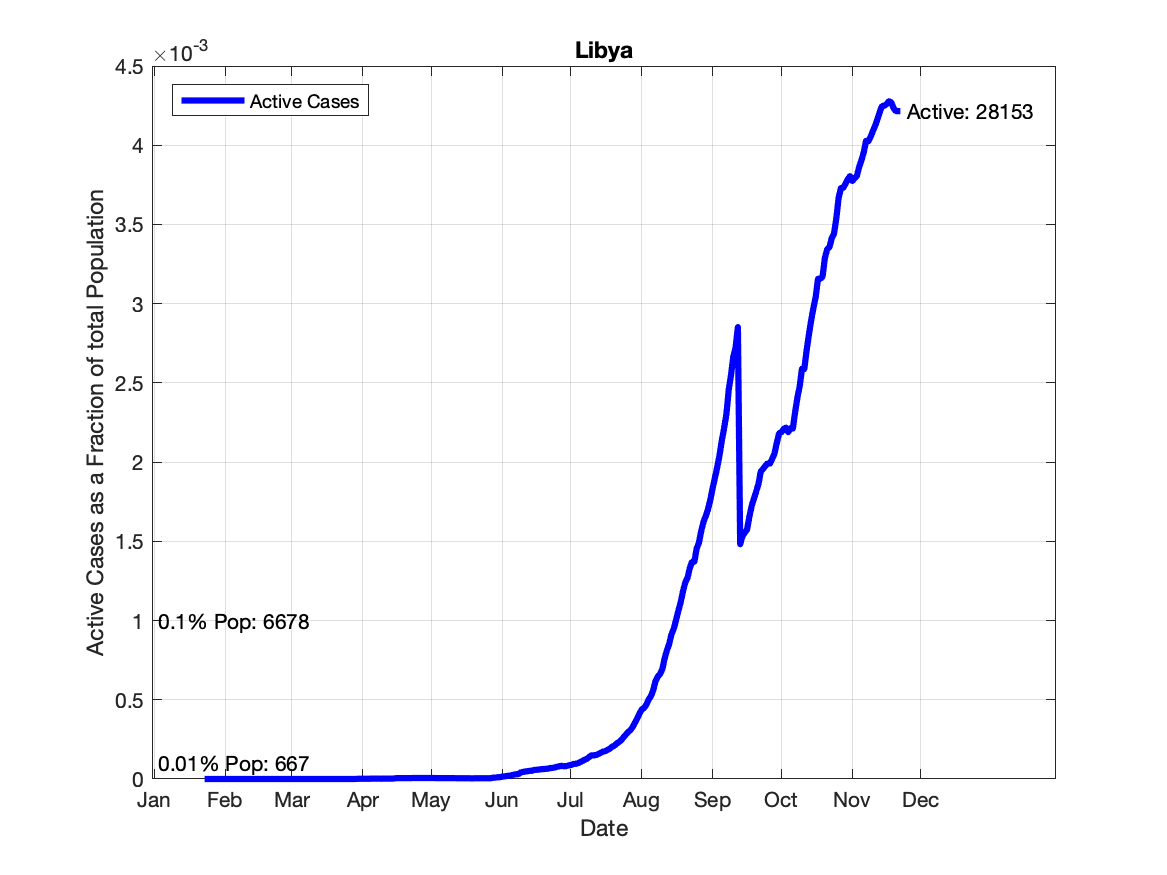 Libya
×10-3
4.5
4
3.5
3
2.5
2
1.5
1
0.5
0
Active Cases as a Fraction of total Population
Active Cases
Active: 28153
0.1% Pop: 6678
0.01% Pop: 667
Jan Feb Mar Apr May Jun Jul Aug Sep Oct Nov Dec
Date